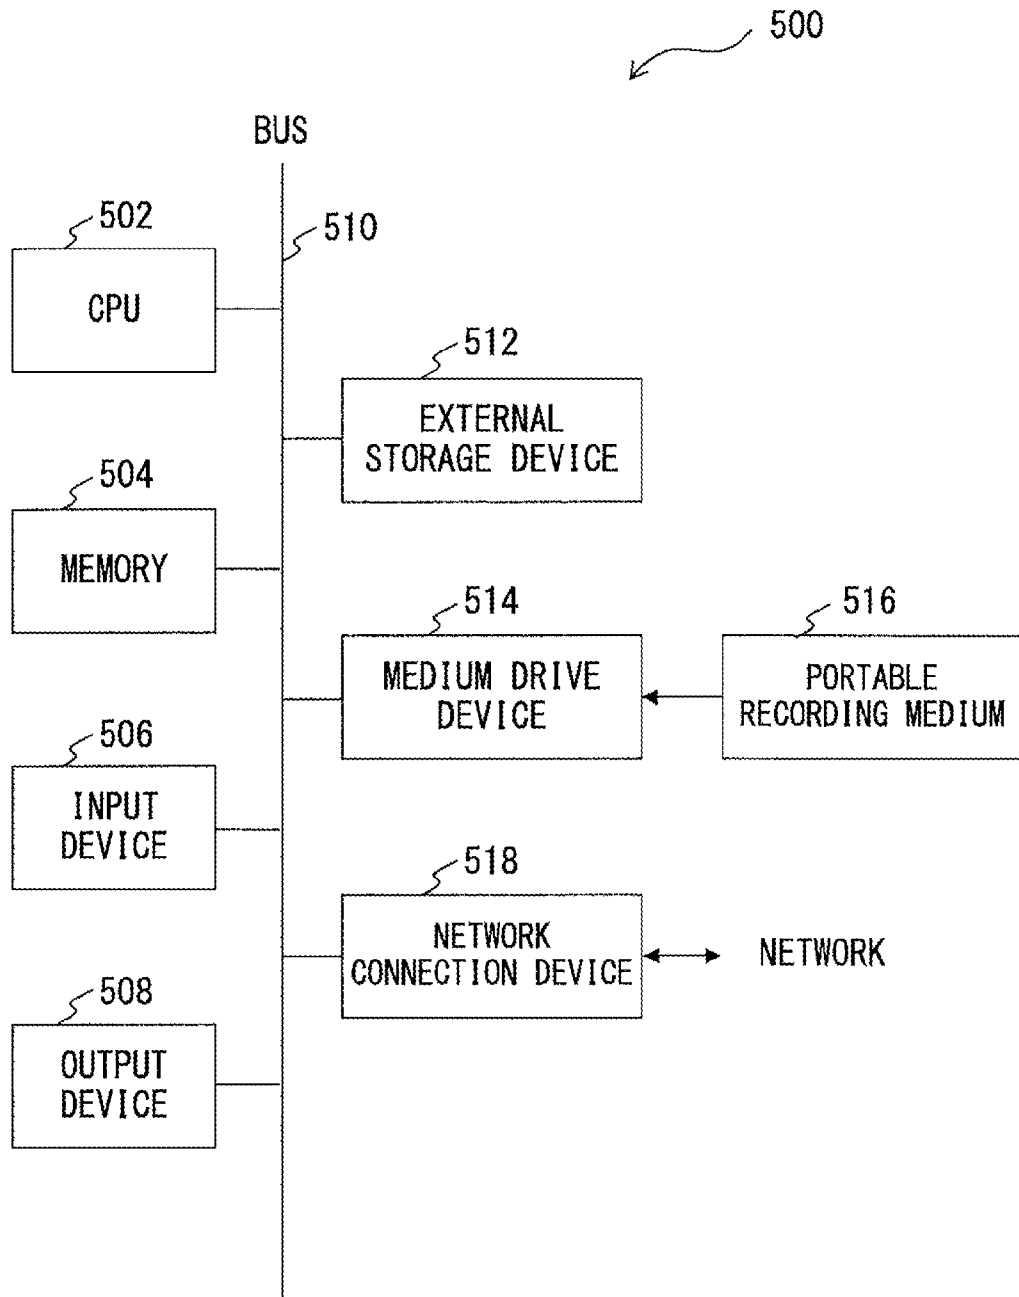 500
BUS
502
510
CPU
512
EXTERNAL
STORAGE DEVICE
504
MEMORY
514
516
MEDIUM DRIVE
DEVICE
PORTABLE
RECORDING MEDIUM
506
INPUT
DEVICE
518
NETWORK
CONNECTION DEVICE
NETWORK
508
OUTPUT
DEVICE